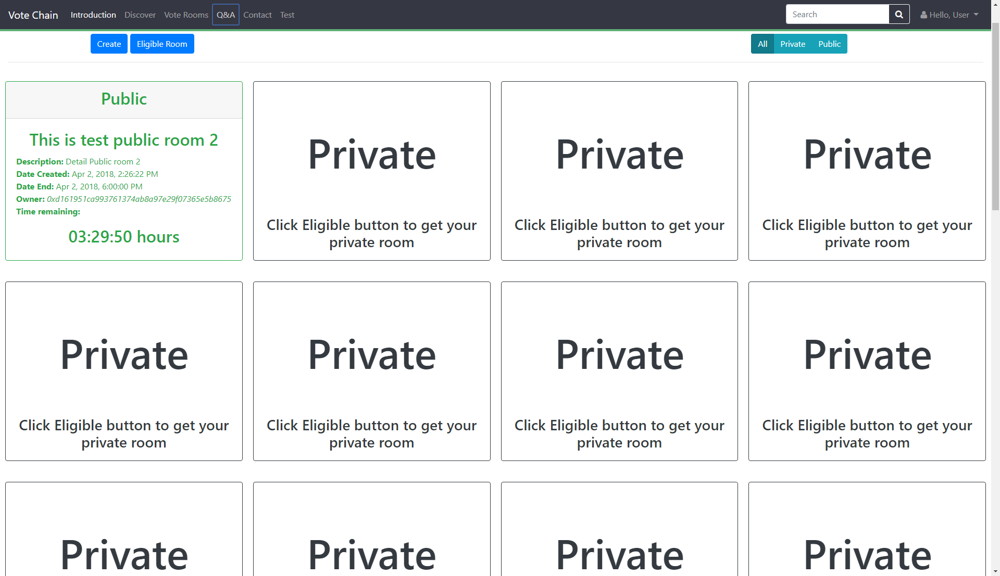 Vote Chain Introduction Discover Vote Rooms Q&A Contact Test Search Hello, User
Create Eligible Room All Private Public
Public
This is test public room 2
Description: Detail Public room 2
Date Created: Apr 2, 2018, 2:26:22 PM
Date End: Apr 2, 2018, 6:00:00 PM
Owner: 0xd161951ca993761374ab8a97e29f07365e5b8675
Time remaining:
03:29:50 hours
Private
Click Eligible button to get your
private room
Private
Click Eligible button to get your
private room
Private
Click Eligible button to get your
private room
Private
Click Eligible button to get your
private room
Private
Click Eligible button to get your
private room
Private
Click Eligible button to get your
private room
Private
Click Eligible button to get your
private room
Private
Private
Private
Private